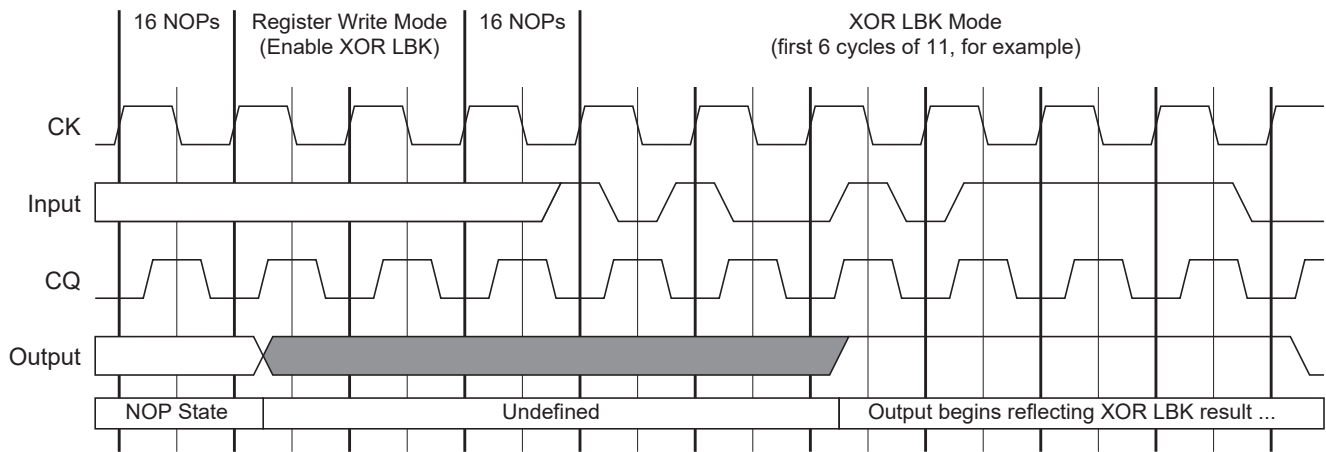 16 NOPs
Register Write Mode
(Enable XOR LBK)
16 NOPs
XOR LBK Mode
(first 6 cycles of 11, for example)
CK
Input
CQ
Output
NOP State
Undefined
Output begins reflecting XOR LBK result ...